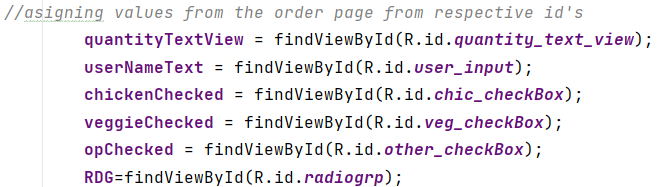 //asigning values from the order page from respective id's
quantityTextView = findViewById(R.id.quantity_text_view);
userNameText = findViewById(R.id.user_input);
chickenChecked = findViewById(R.id.chic_checkBox);
veggieChecked = findViewById(R.id.veg_checkBox);
opChecked = findViewById(R.id.other_checkBox);
RDG=findViewById(R.id.radiogrp);